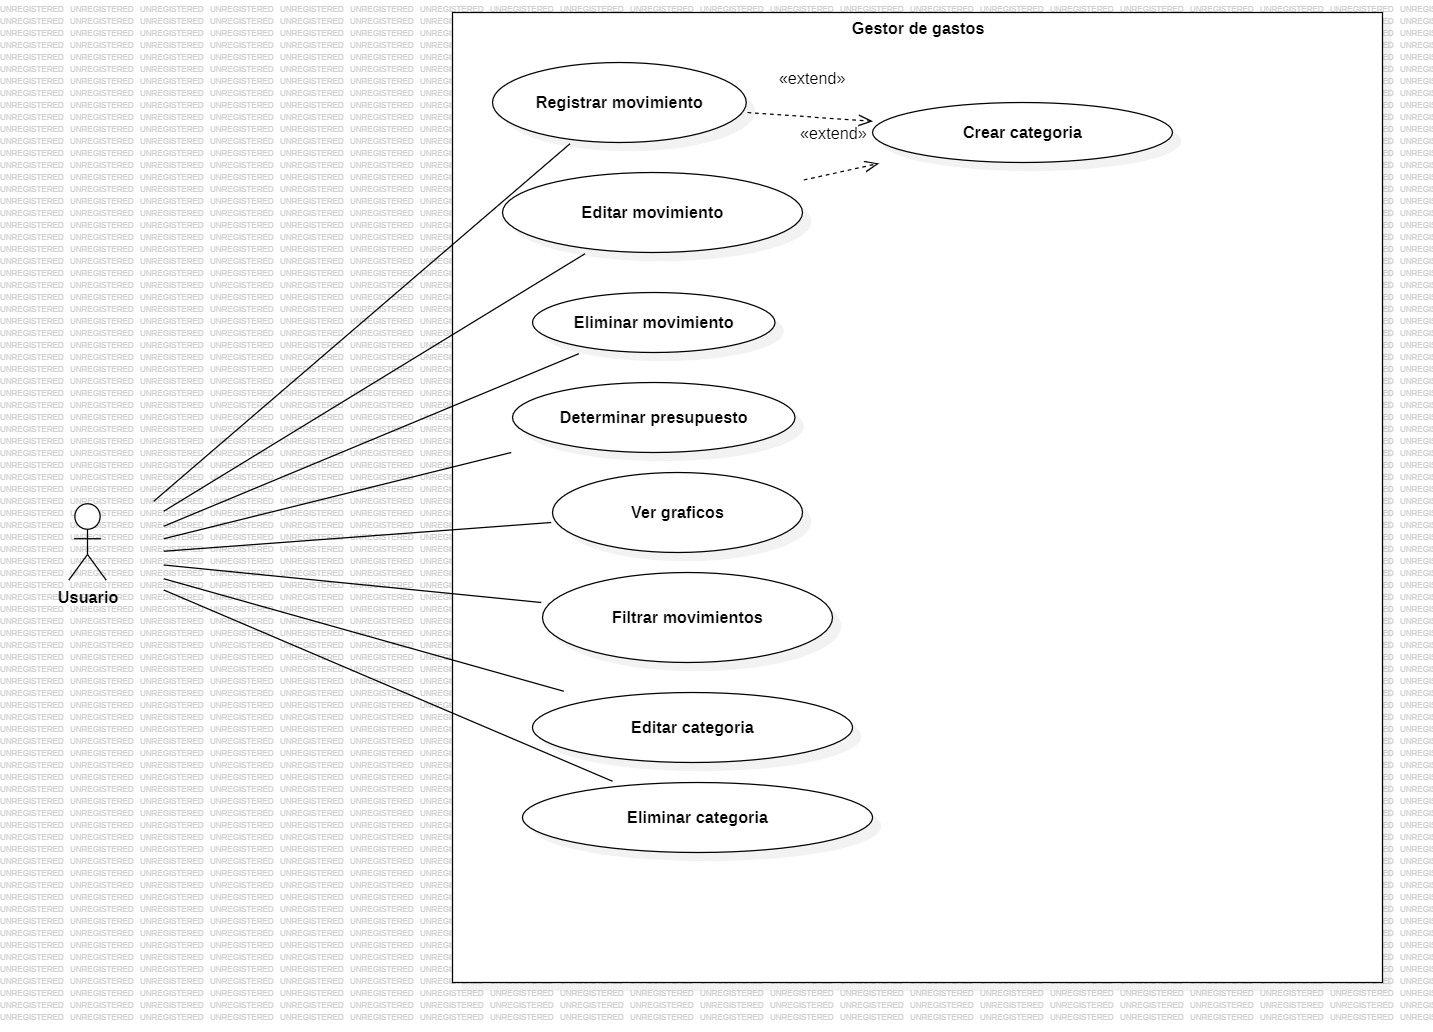 Gestor de gastos
«extend»
Registrar movimiento
«extend»
Crear categoria
Editar movimiento
Eliminar movimiento
Determinar presupuesto
Ver graficos
Usuario
Filtrar movimientos
Editar categoria
Eliminar categoria
UNREGISTERED